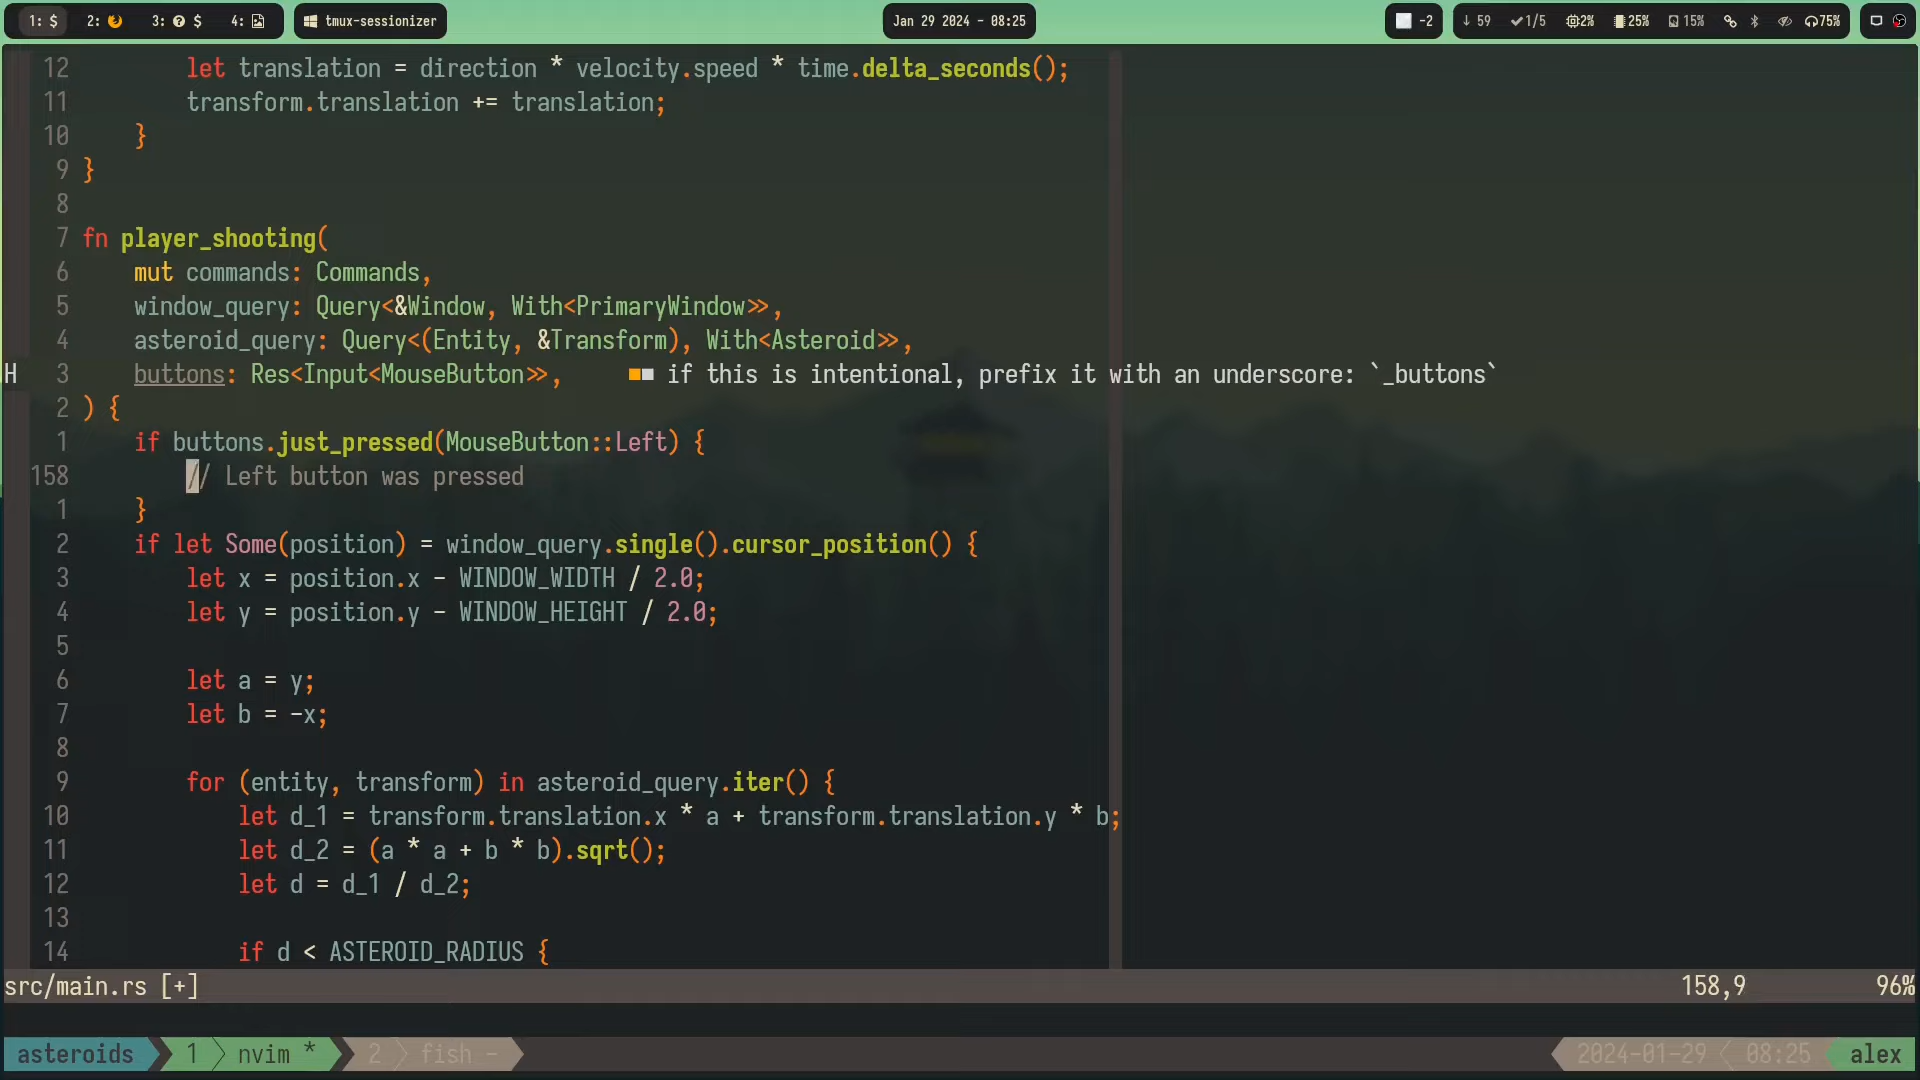 1: $ 2: 3: $ 4: tmux-sessionizer Jan 29 2024 - 08:25 -2 ↓ 59 ✓1/5 2% 25% 15% 75%
12 let translation = direction * velocity.speed * time.delta_seconds();
11 transform.translation += translation;
10 }
9 }
8
7 fn player_shooting(
6 mut commands: Commands,
5 window_query: Query<&Window, With<PrimaryWindow>>,
4 asteroid_query: Query<(Entity, &Transform), With<Asteroid>>,
H 3 buttons: Res<Input<MouseButton>>, ■■ if this is intentional, prefix it with an underscore: `_buttons`
2 ) {
1 if buttons.just_pressed(MouseButton::Left) {
158 // Left button was pressed
1 }
2 if let Some(position) = window_query.single().cursor_position() {
3 let x = position.x - WINDOW_WIDTH / 2.0;
4 let y = position.y - WINDOW_HEIGHT / 2.0;
5
6 let a = y;
7 let b = -x;
8
9 for (entity, transform) in asteroid_query.iter() {
10 let d_1 = transform.translation.x * a + transform.translation.y * b;
11 let d_2 = (a * a + b * b).sqrt();
12 let d = d_1 / d_2;
13
14 if d < ASTEROID_RADIUS {
src/main.rs [+] 158,9 96%
asteroids 1 nvim * 2 fish - 2024-01-29 08:25 alex